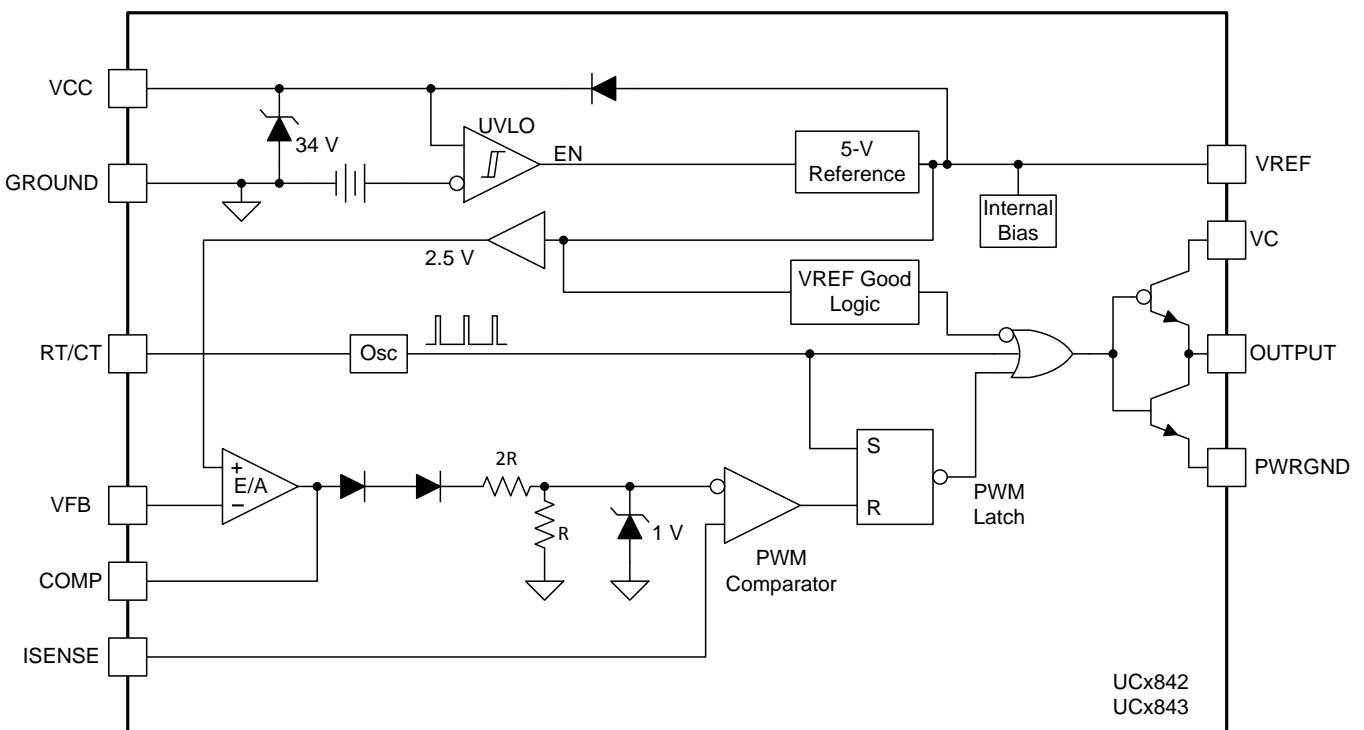 VCC
34 V
UVLO
EN
5-V
Reference
VREF
GROUND
Internal
Bias
VC
2.5 V
VREF Good
Logic
RT/CT
Osc
OUTPUT
2R
S
+
E/A
−
PWRGND
VFB
R
1 V
R
PWM
Latch
COMP
PWM
Comparator
ISENSE
UCx842
UCx843